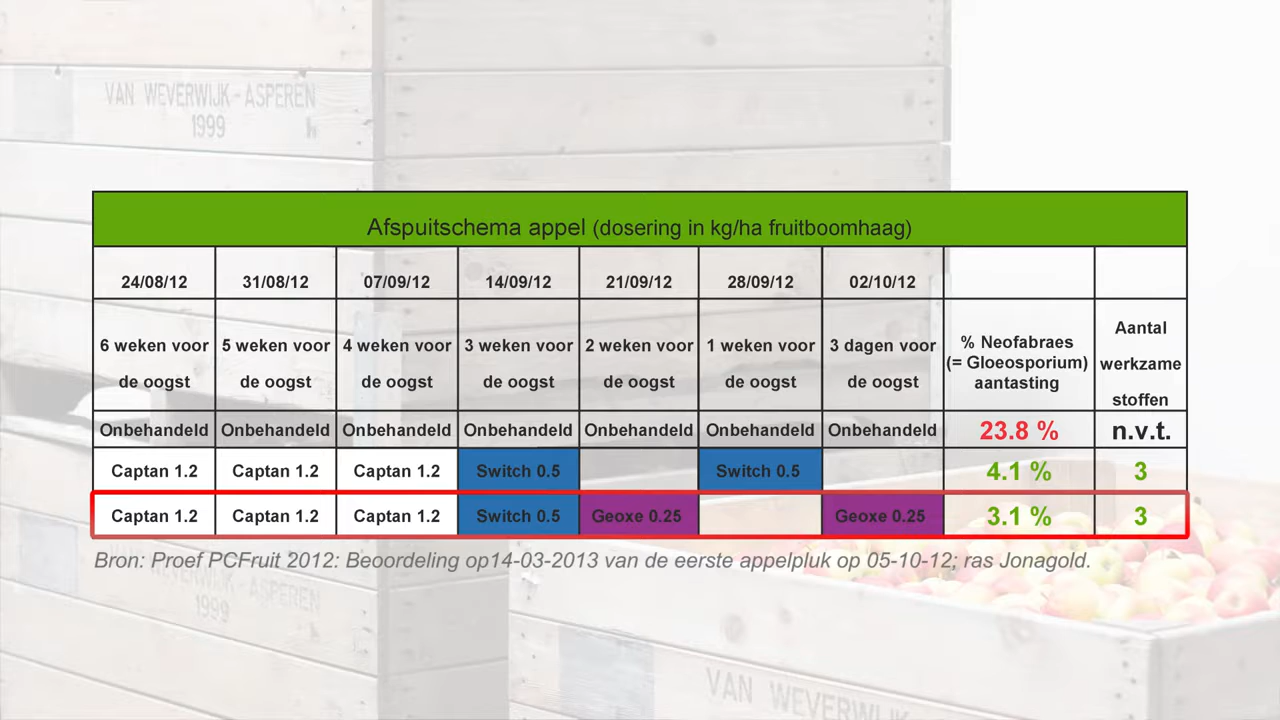 VAN WEVERWIJK-ASPEREN
1999
Afspuitschema appel (dosering in kg/ha fruitboomhaag)
24/08/12 31/08/12 07/09/12 14/09/12 21/09/12 28/09/12 02/10/12
6 weken voor de oogst 5 weken voor de oogst 4 weken voor de oogst 3 weken voor de oogst 2 weken voor de oogst 1 weken voor de oogst 3 dagen voor de oogst % Neofabraes (= Gloeosporium) aantasting Aantal werkzame stoffen
Onbehandeld Onbehandeld Onbehandeld Onbehandeld Onbehandeld Onbehandeld Onbehandeld 23.8 % n.v.t.
Captan 1.2 Captan 1.2 Captan 1.2 Switch 0.5 Switch 0.5 4.1 % 3
Captan 1.2 Captan 1.2 Captan 1.2 Switch 0.5 Geoxe 0.25 Geoxe 0.25 3.1 % 3
Bron: Proef PCFruit 2012: Beoordeling op14-03-2013 van de eerste appelpluk op 05-10-12; ras Jonagold.
VAN WEVERWIJK-ASPEREN
1999
VAN WEVERWIJK